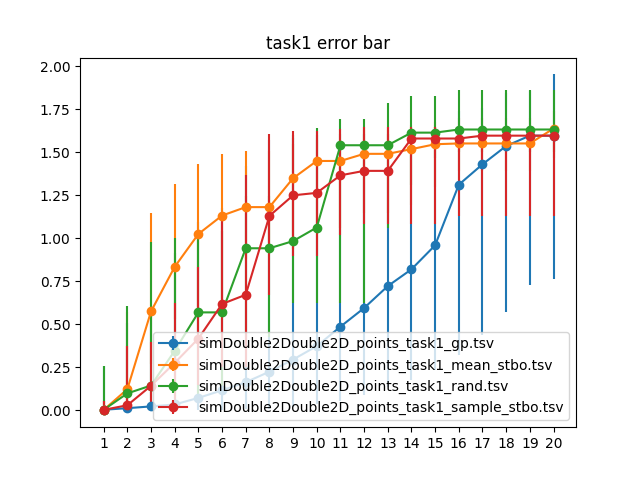 task1 error bar
2.00
1.75
1.50
1.25
1.00
0.75
0.50
0.25
0.00
simDouble2Double2D_points_task1_gp.tsv
simDouble2Double2D_points_task1_mean_stbo.tsv
simDouble2Double2D_points_task1_rand.tsv
simDouble2Double2D_points_task1_sample_stbo.tsv
1 2 3 4 5 6 7 8 9 10 11 12 13 14 15 16 17 18 19 20